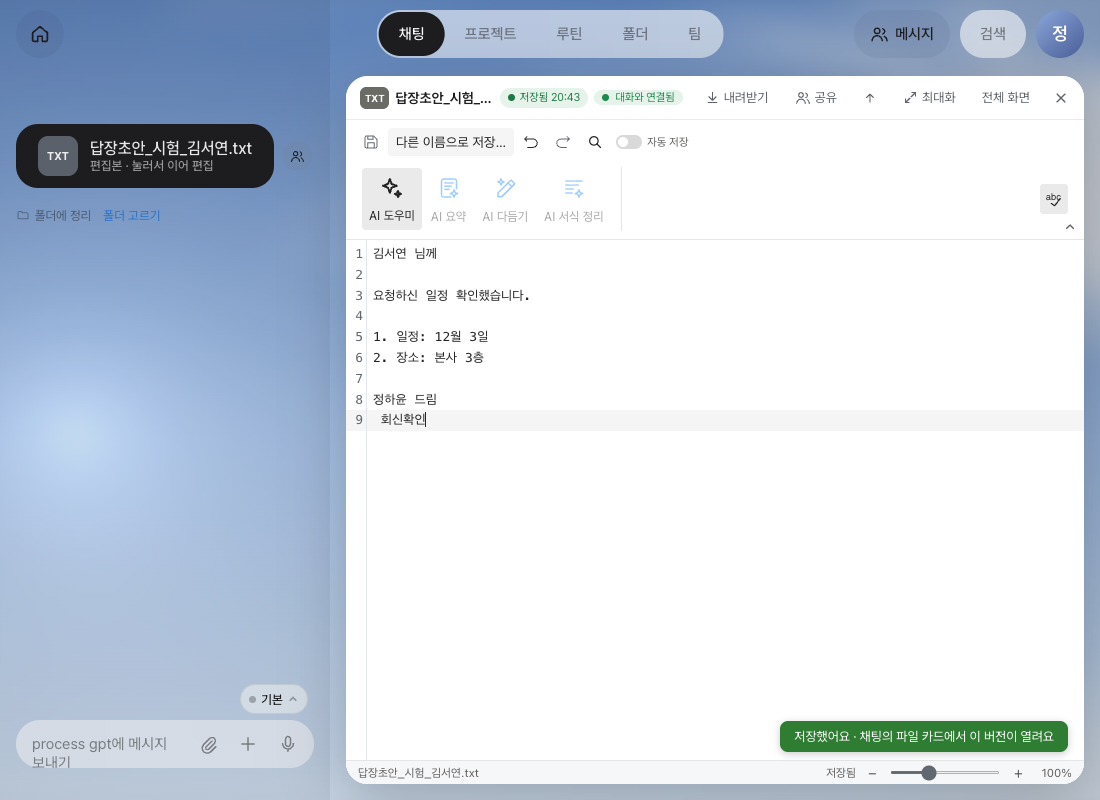 채팅
프로젝트
루틴
폴더
팀
메시지
검색
정
TXT
답장초안_시험_김서연.txt
편집본 · 눌러서 이어 편집
폴더에 정리 폴더 고르기
기본
process gpt에 메시지
보내기
TXT 답장초안_시험_... 저장됨 20:43 대화와 연결됨 내려받기 공유 최대화 전체 화면
다른 이름으로 저장... 자동 저장
AI 도우미 AI 요약 AI 다듬기 AI 서식 정리
abc
1 김서연 님께
2
3 요청하신 일정 확인했습니다.
4
5 1. 일정: 12월 3일
6 2. 장소: 본사 3층
7
8 정하윤 드림
9 회신확인
저장했어요 · 채팅의 파일 카드에서 이 버전이 열려요
답장초안_시험_김서연.txt 저장됨 − + 100%